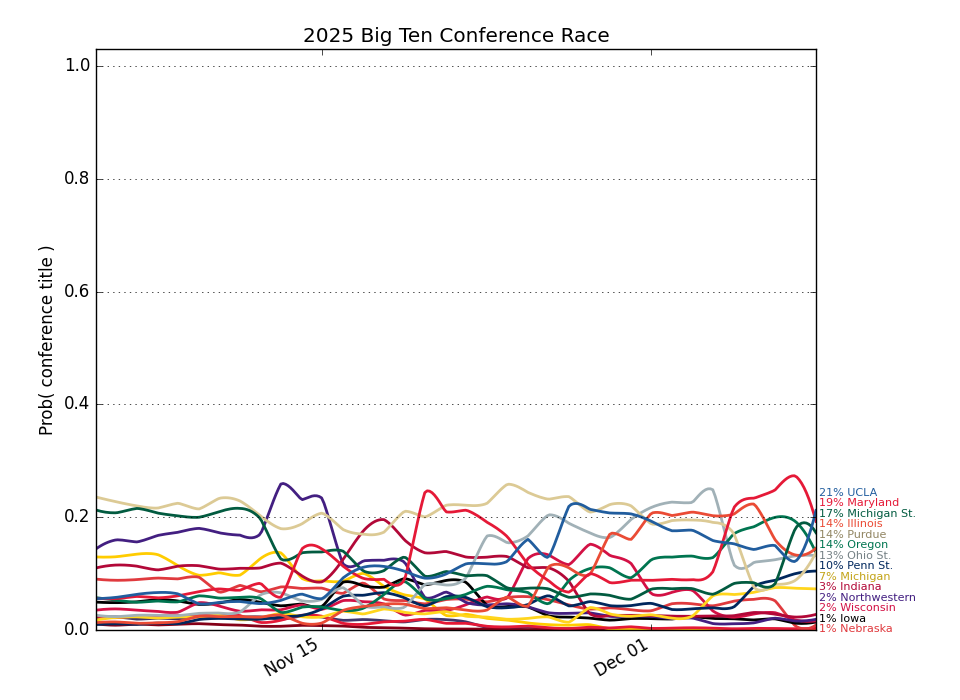 2025 Big Ten Conference Race
Prob( conference title )
1.0
0.8
0.6
0.4
0.2
0.0
Nov 15
Dec 01
21% UCLA
19% Maryland
17% Michigan St.
14% Illinois
14% Purdue
14% Oregon
13% Ohio St.
10% Penn St.
7% Michigan
3% Indiana
2% Northwestern
2% Wisconsin
1% Iowa
1% Nebraska